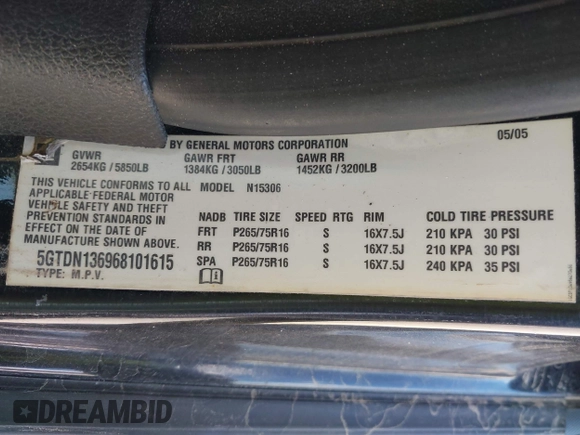 BY GENERAL MOTORS CORPORATION 05/05
GVWR GAWR FRT GAWR RR
2654KG / 5850LB 1384KG / 3050LB 1452KG / 3200LB
THIS VEHICLE CONFORMS TO ALL MODEL N15306
APPLICABLE FEDERAL MOTOR
VEHICLE SAFETY AND THEFT
PREVENTION STANDARDS IN
EFFECT ON THE DATE OF
MANUFACTURE SHOWN ABOVE.
5GTDN136968101615
TYPE: M.P.V.
NADB TIRE SIZE SPEED RTG RIM COLD TIRE PRESSURE
FRT P265/75R16 S 16X7.5J 210 KPA 30 PSI
RR P265/75R16 S 16X7.5J 210 KPA 30 PSI
SPA P265/75R16 S 16X7.5J 240 KPA 35 PSI
DREAMBID